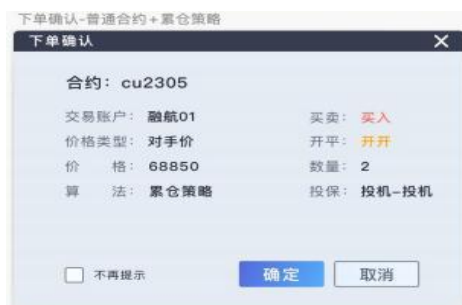 下单确认-普通合约+累仓策略
下单确认
合约: cu2305
交易账户: 融航01 买卖: 买入
价格类型: 对手价 开平: 开开
价 格: 68850 数量: 2
算 法: 累仓策略 投保: 投机-投机
不再提示 确定 取消